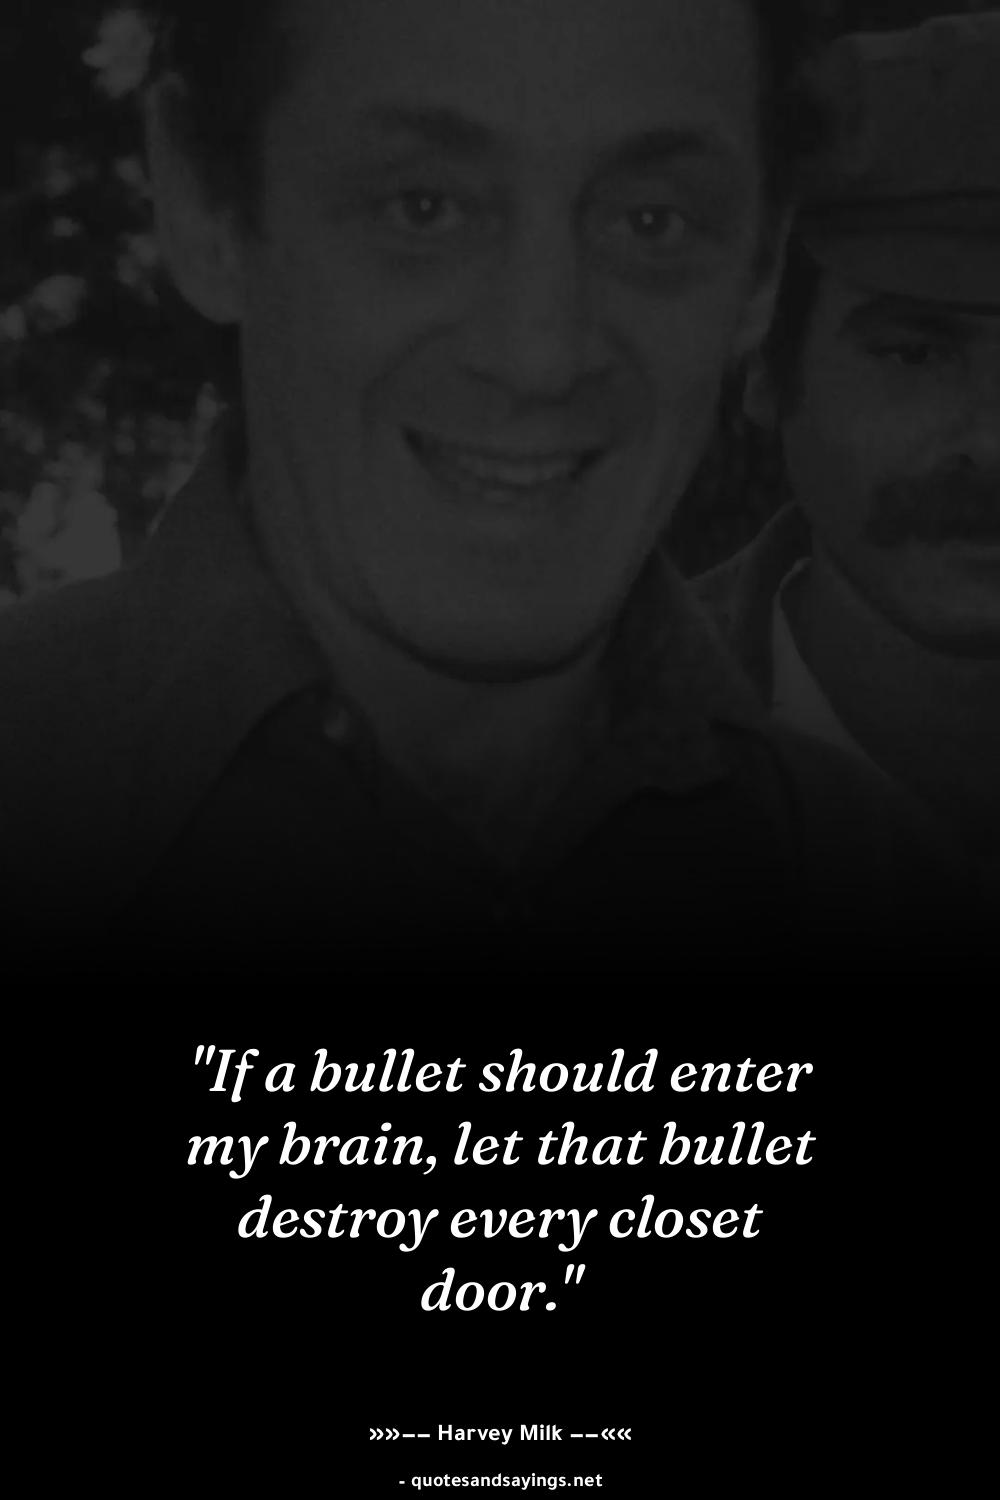 "If a bullet should enter
my brain, let that bullet
destroy every closet
door."
»»−− Harvey Milk −−««
- quotesandsayings.net